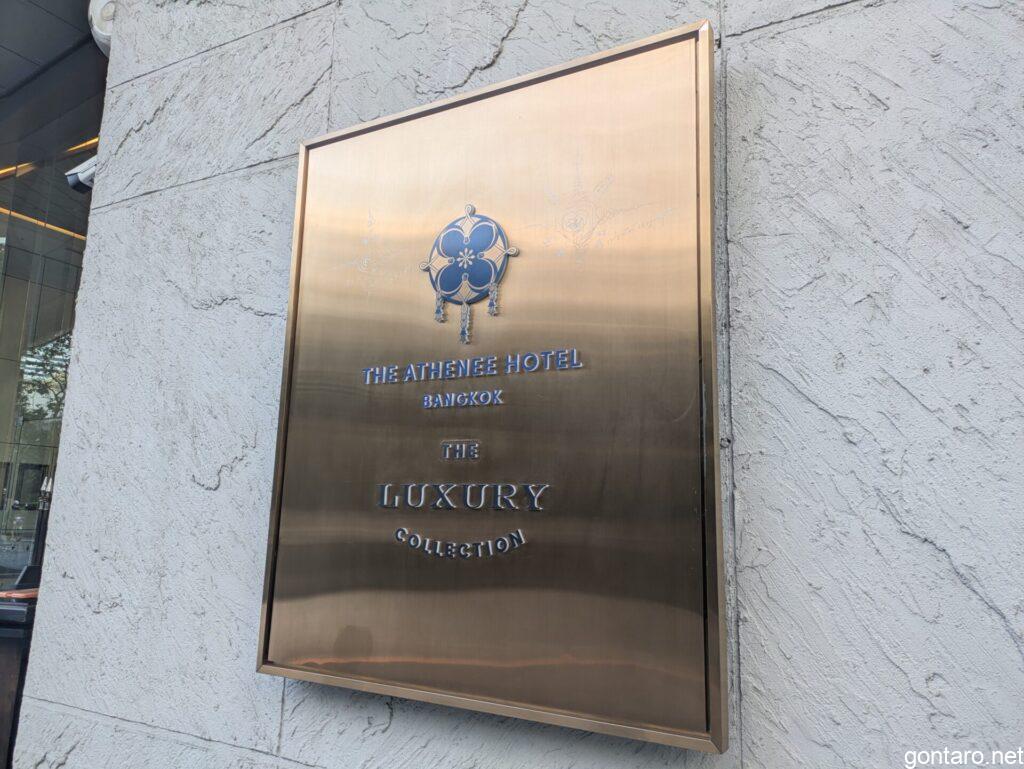 THE ATHENEE HOTEL
BANGKOK
THE
LUXURY
COLLECTION
gontaro.net